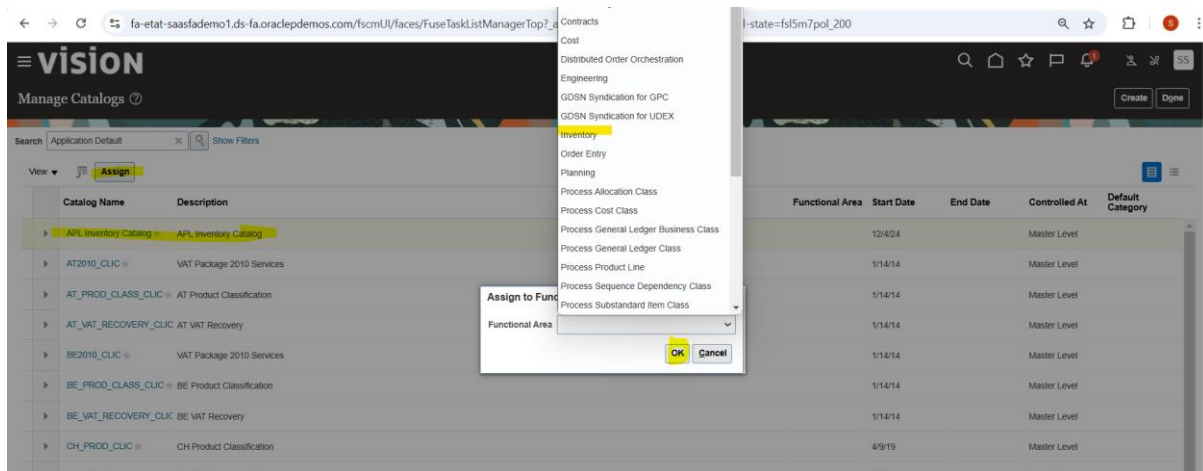 fa-etat-saasfademo1.ds-fa.oraclepdemos.com/fscmUI/faces/FuseTaskListManagerTop?_a
l-state=fsl5m7pol_200
S
vision
SS
Manage Catalogs
Create Done
Search Application Default Show Filters
View Assign
Contracts
Cost
Distributed Order Orchestration
Engineering
GDSN Syndication for GPC
GDSN Syndication for UDEX
Inventory
Order Entry
Planning
Process Allocation Class
Process Cost Class
Process General Ledger Business Class
Process General Ledger Class
Process Product Line
Process Sequence Dependency Class
Process Substandard Item Class
Assign to Func
Functional Area
OK Cancel
Catalog Name Description Functional Area Start Date End Date Controlled At Default Category
APL Inventory Catalog APL Inventory Catalog 12/4/24 Master Level
AT2010_CLIC VAT Package 2010 Services 1/14/14 Master Level
AT_PROD_CLASS_CLIC AT Product Classification 1/14/14 Master Level
AT_VAT_RECOVERY_CLIC AT VAT Recovery 1/14/14 Master Level
BE2010_CLIC VAT Package 2010 Services 1/14/14 Master Level
BE_PROD_CLASS_CLIC BE Product Classification 1/14/14 Master Level
BE_VAT_RECOVERY_CLIC BE VAT Recovery 1/14/14 Master Level
CH_PROD_CLIC CH Product Classification 4/9/19 Master Level